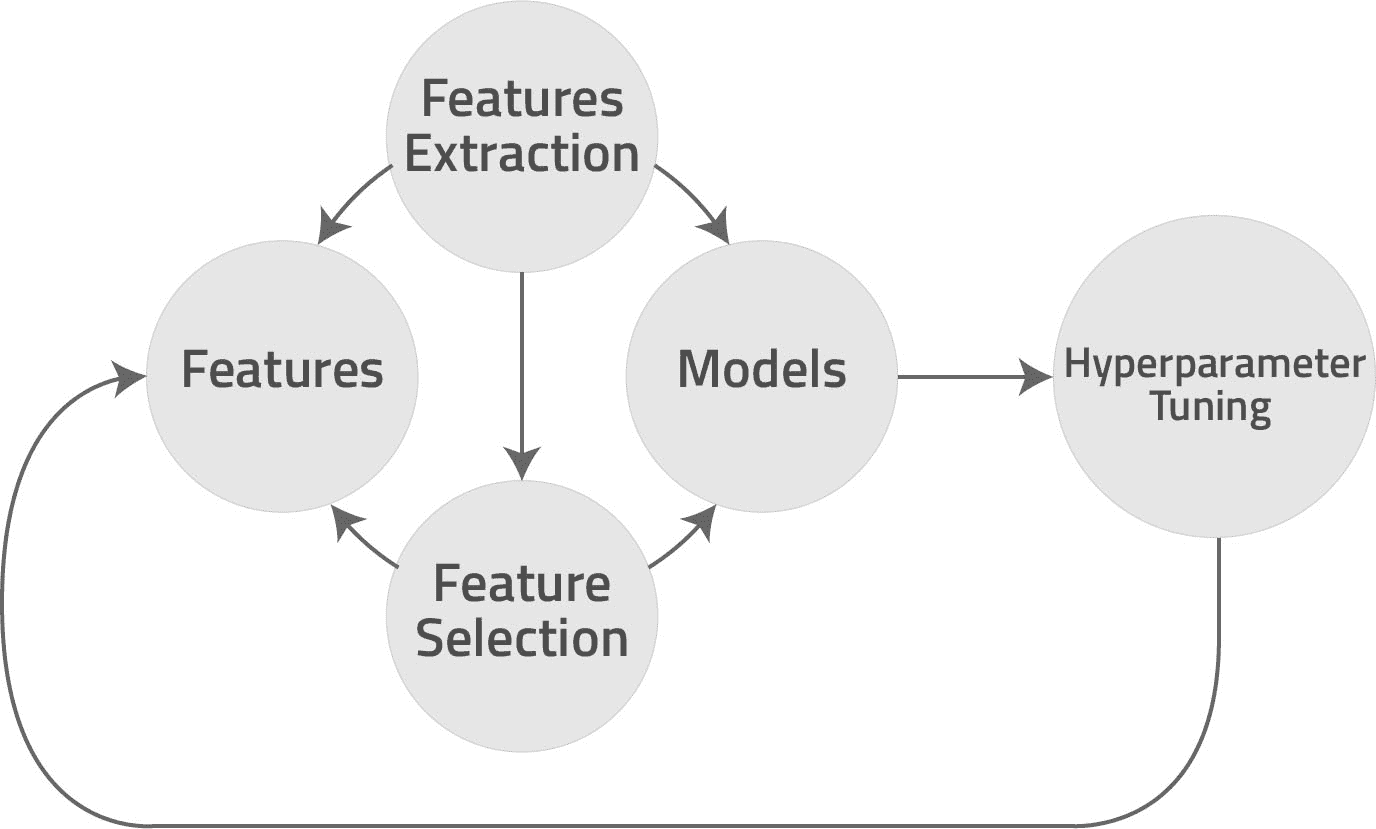 Features
Extraction
Features
Models
Hyperparameter
Tuning
Feature
Selection